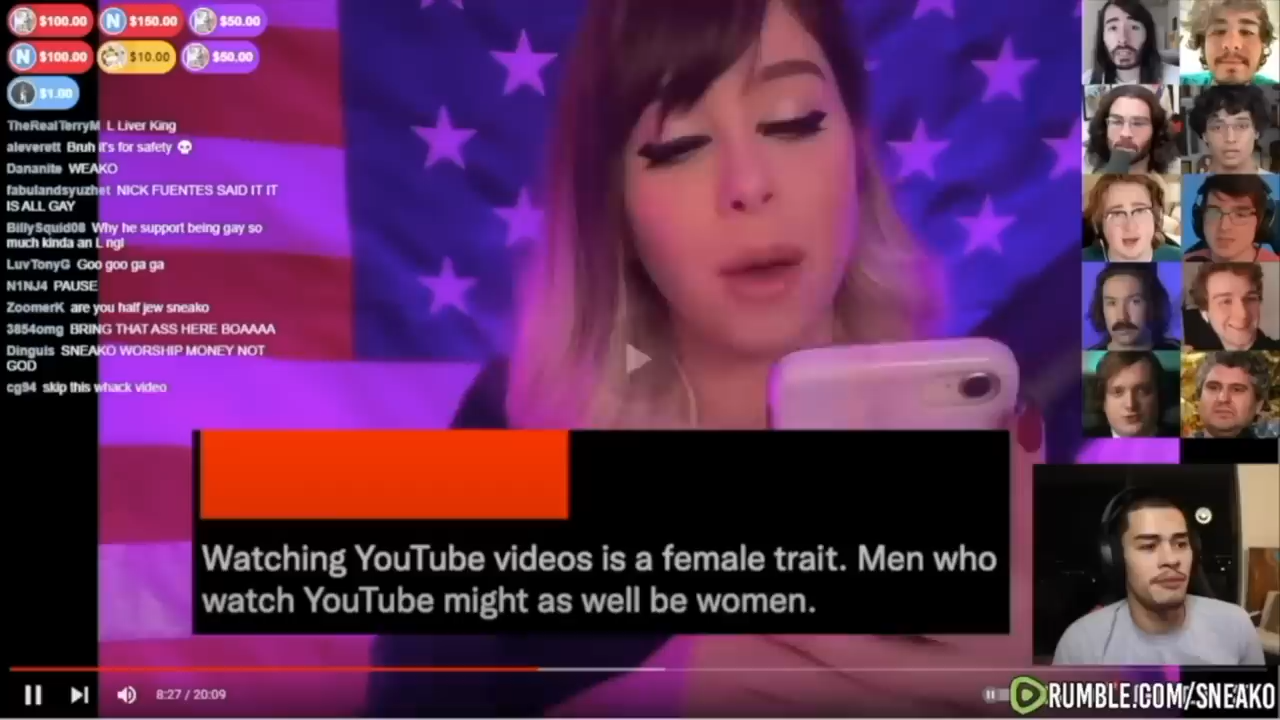 $100.00 $150.00 $50.00
$100.00 $10.00 $50.00
$1.00
TheRealTerryM L Liver King
aleverett Bruh it's for safety 💀
Dananite WEAKO
fabulandsyuzhet NICK FUENTES SAID IT IT
IS ALL GAY
BillySquid08 Why he support being gay so
much kinda an L ngl
LuvTonyG Goo goo ga ga
N1NJ4 PAUSE
ZoomerK are you half jew sneako
3854omg BRING THAT ASS HERE BOAAAA
Dinguis SNEAKO WORSHIP MONEY NOT
GOD
cg94 skip this whack video
Watching YouTube videos is a female trait. Men who
watch YouTube might as well be women.
8:27 / 20:09
RUMBLE.COM/SNEAKO